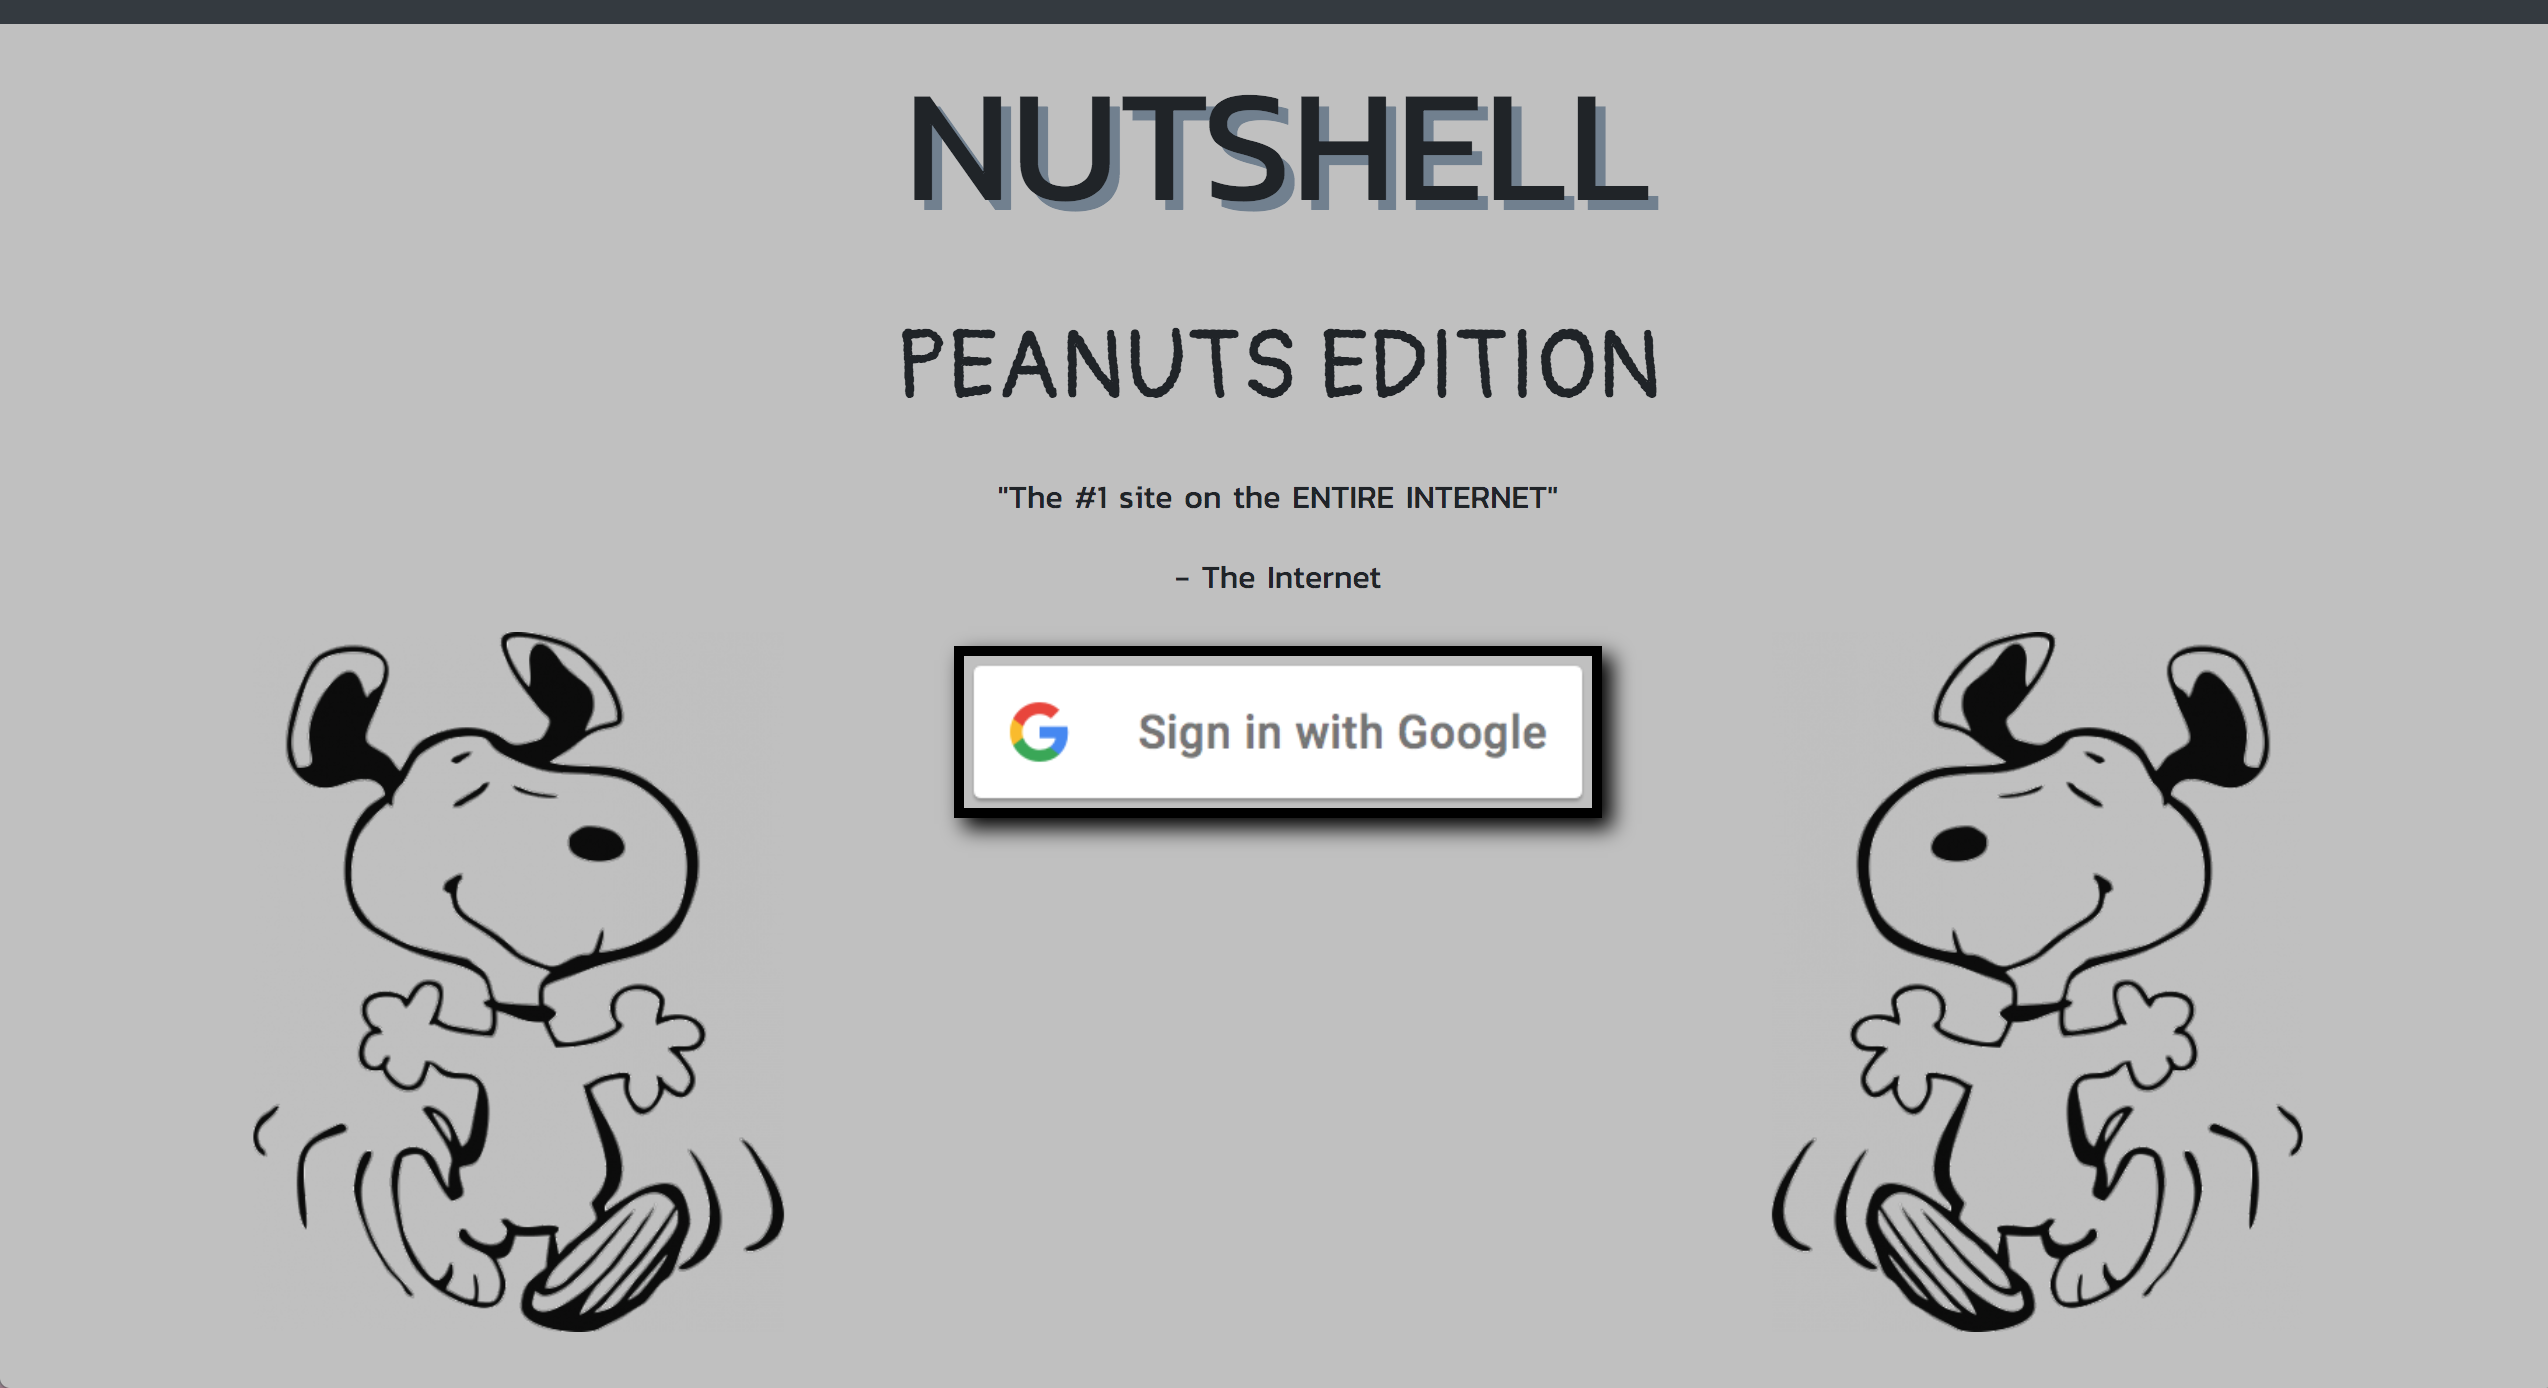 NUTSHELL
PEANUTS EDITION
"The #1 site on the ENTIRE INTERNET"
- The Internet
Sign in with Google